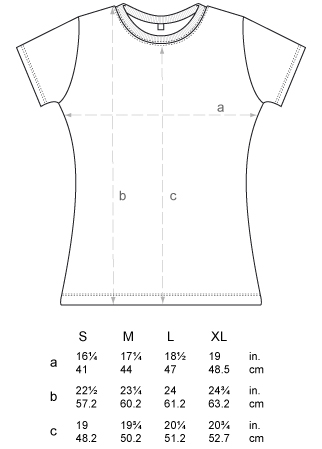 a
b c
S M L XL
a 16¼ 17¼ 18½ 19 in.
41 44 47 48.5 cm
b 22½ 23¼ 24 24¾ in.
57.2 60.2 61.2 63.2 cm
c 19 19¾ 20¼ 20¾ in.
48.2 50.2 51.2 52.7 cm